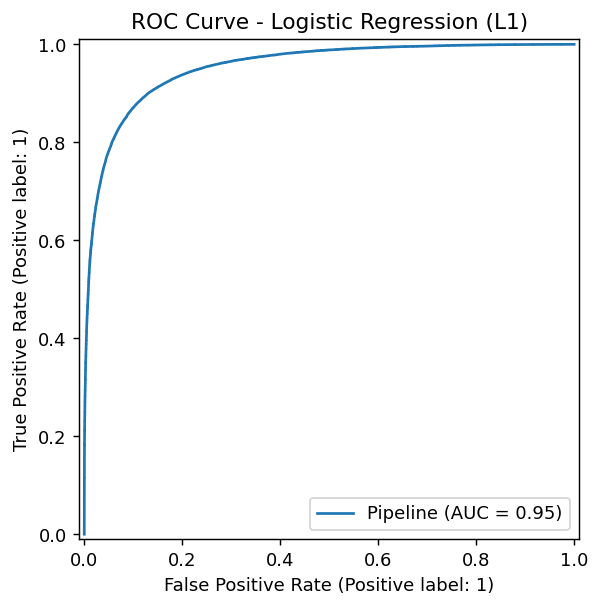 ROC Curve - Logistic Regression (L1)
1.0
0.8
0.6
0.4
0.2
0.0
True Positive Rate (Positive label: 1)
Pipeline (AUC = 0.95)
0.0 0.2 0.4 0.6 0.8 1.0
False Positive Rate (Positive label: 1)